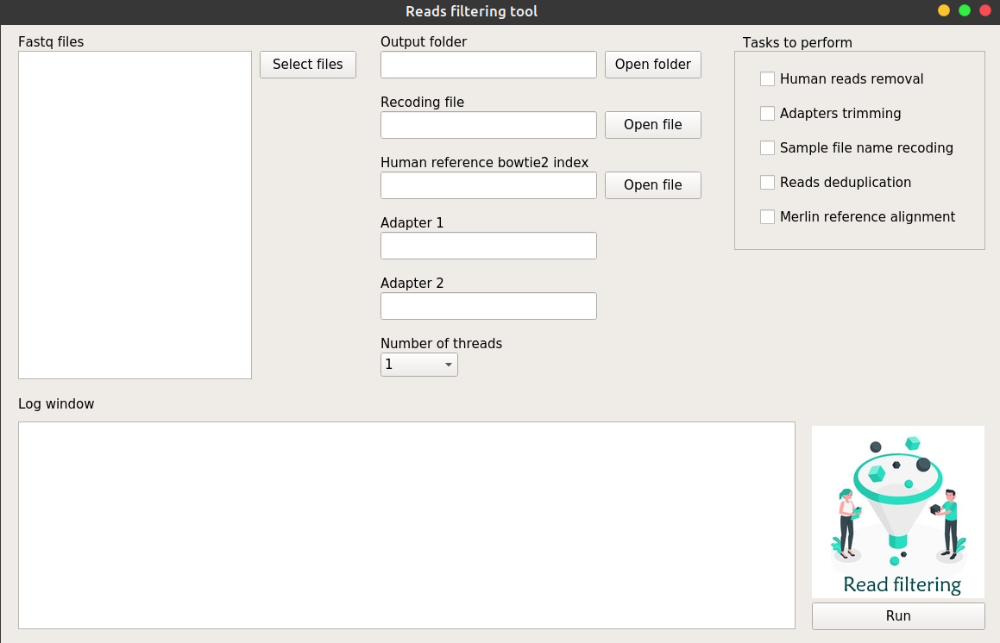 Reads filtering tool
Fastq files
Select files
Output folder
Open folder
Recoding file
Open file
Human reference bowtie2 index
Open file
Adapter 1
Adapter 2
Number of threads
1
Tasks to perform
Human reads removal
Adapters trimming
Sample file name recoding
Reads deduplication
Merlin reference alignment
Log window
Read filtering
Run